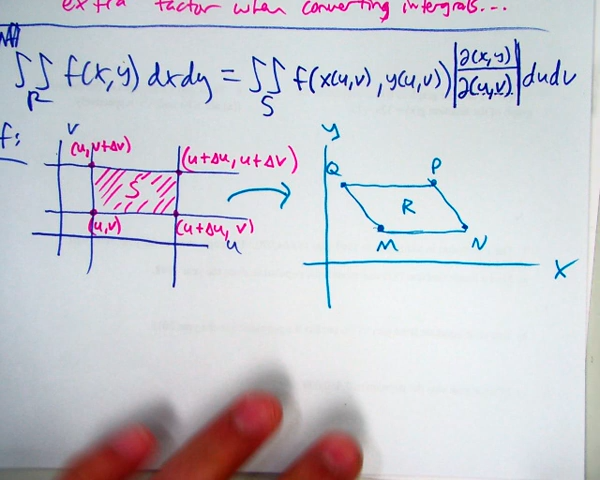 extra factor when converting integrals...
∬_R f(x,y) dxdy = ∬_S f(x(u,v), y(u,v)) |∂(x,y)/∂(u,v)| dudv
f:
v
(u, v+Δv)
(u+Δu, u+Δv)
S
(u,v)
(u+Δu, v)
u
y
Q
P
R
M
N
x